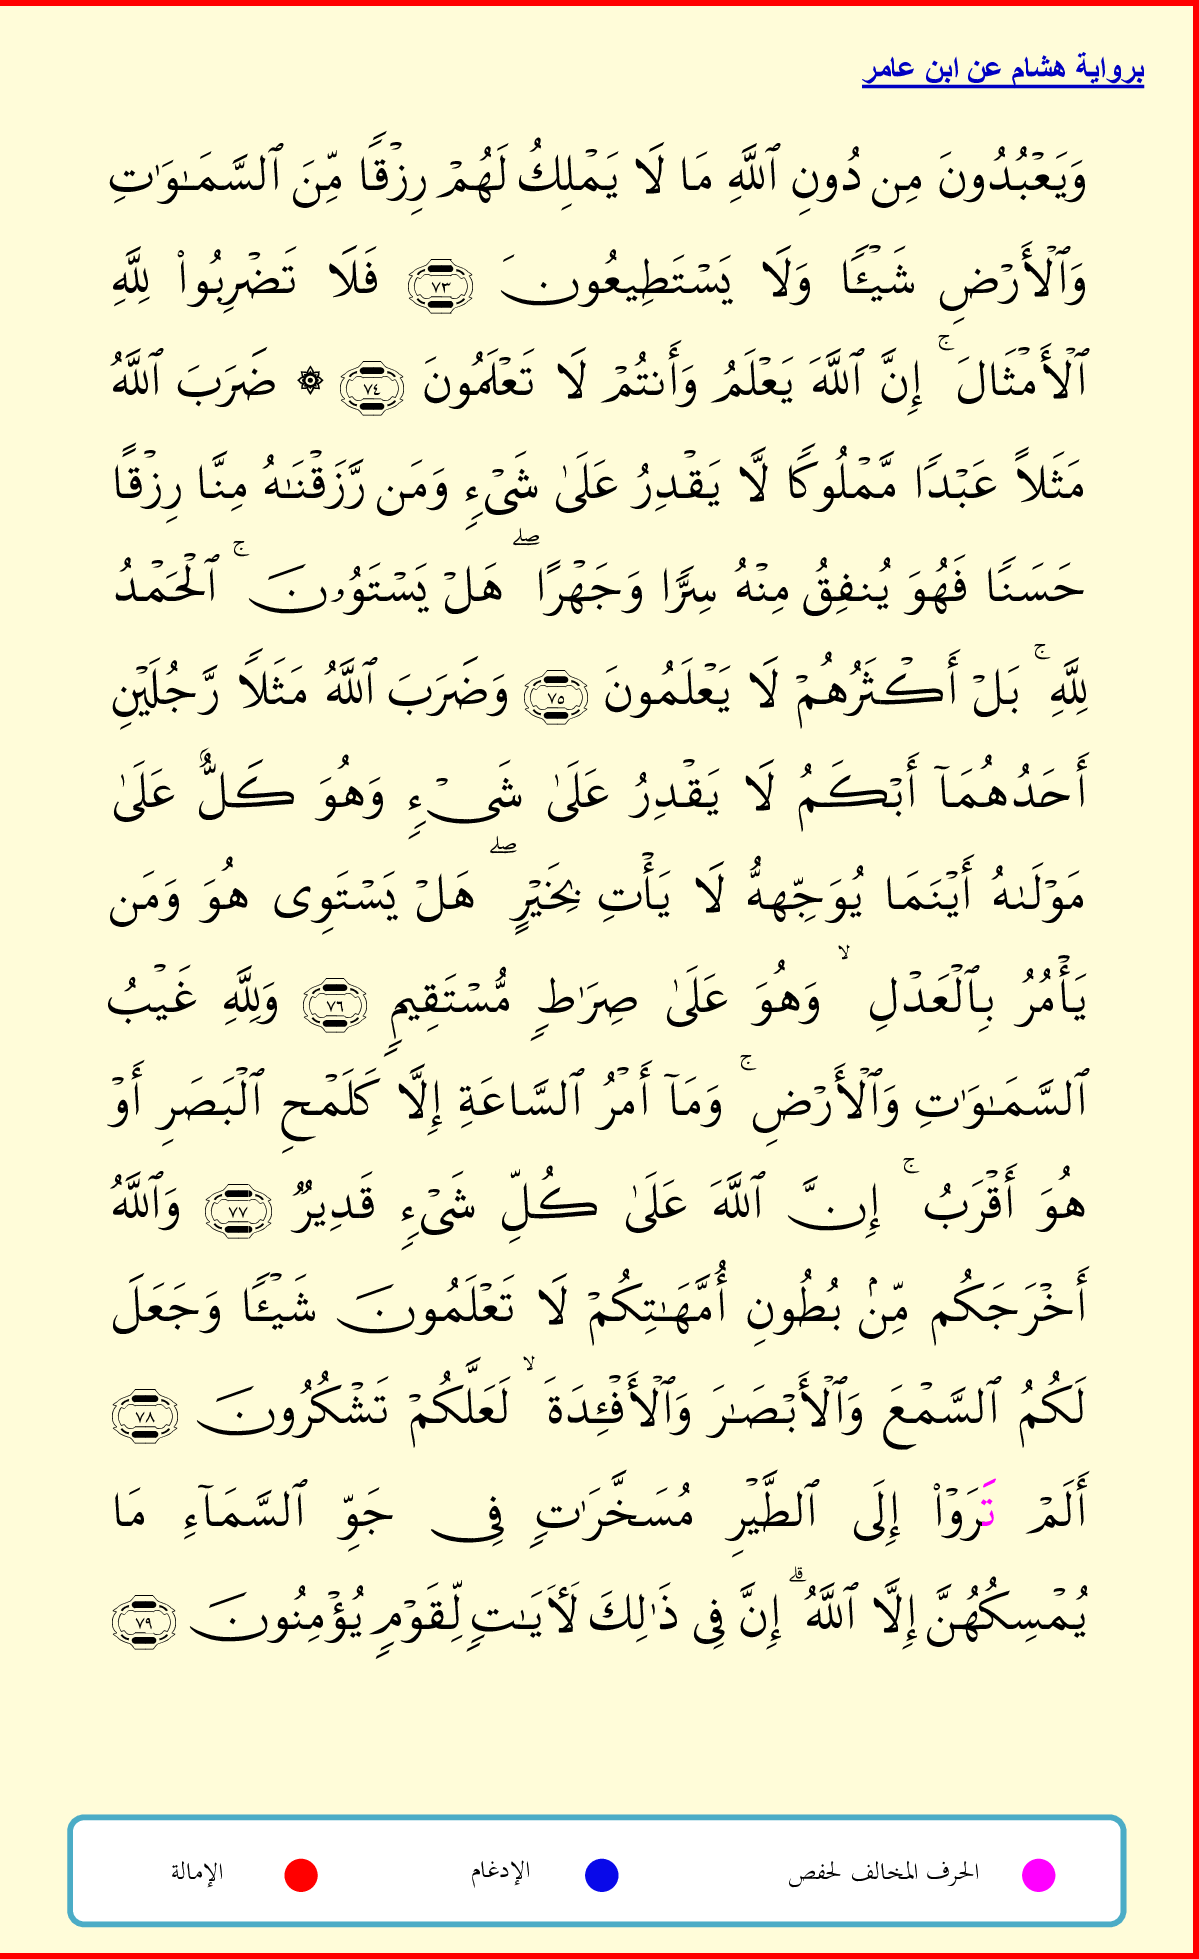 برواية هشام عن ابن عامر
وَيَعۡبُدُونَ مِن دُونِ ٱللَّهِ مَا لَا يَمۡلِكُ لَهُمۡ رِزۡقًا مِّنَ ٱلسَّمَـٰوَٰتِ
وَٱلۡأَرۡضِ شَيۡـًٔا وَلَا يَسۡتَطِيعُونَ ٧٣ فَلَا تَضۡرِبُواْ لِلَّهِ
ٱلۡأَمۡثَالَۚ إِنَّ ٱللَّهَ يَعۡلَمُ وَأَنتُمۡ لَا تَعۡلَمُونَ ٧٤ ۞ ضَرَبَ ٱللَّهُ
مَثَلاً عَبۡدًا مَّمۡلُوكًا لَّا يَقۡدِرُ عَلَىٰ شَىۡءٍ وَمَن رَّزَقۡنَـٰهُ مِنَّا رِزۡقًا
حَسَنًا فَهُوَ يُنفِقُ مِنۡهُ سِرًّا وَجَهۡرًاۖ هَلۡ يَسۡتَوُۥنَۚ ٱلۡحَمۡدُ
لِلَّهِۚ بَلۡ أَكۡثَرُهُمۡ لَا يَعۡلَمُونَ ٧٥ وَضَرَبَ ٱللَّهُ مَثَلاً رَّجُلَيۡنِ
أَحَدُهُمَآ أَبۡكَمُ لَا يَقۡدِرُ عَلَىٰ شَىۡءٍ وَهُوَ كَلٌّ عَلَىٰ
مَوۡلَىٰهُ أَيۡنَمَا يُوَجِّههُّ لَا يَأۡتِ بِخَيۡرٍۖ هَلۡ يَسۡتَوِى هُوَ وَمَن
يَأۡمُرُ بِٱلۡعَدۡلِۙ وَهُوَ عَلَىٰ صِرَٰطٍ مُّسۡتَقِيمٍ ٧٦ وَلِلَّهِ غَيۡبُ
ٱلسَّمَـٰوَٰتِ وَٱلۡأَرۡضِۚ وَمَآ أَمۡرُ ٱلسَّاعَةِ إِلَّا كَلَمۡحِ ٱلۡبَصَرِ أَوۡ
هُوَ أَقۡرَبُۚ إِنَّ ٱللَّهَ عَلَىٰ كُلِّ شَىۡءٍ قَدِيرٌ ٧٧ وَٱللَّهُ
أَخۡرَجَكُم مِّنۢ بُطُونِ أُمَّهَـٰتِكُمۡ لَا تَعۡلَمُونَ شَيۡـًٔا وَجَعَلَ
لَكُمُ ٱلسَّمۡعَ وَٱلۡأَبۡصَـٰرَ وَٱلۡأَفۡـِٔدَةَۙ لَعَلَّكُمۡ تَشۡكُرُونَ ٧٨
أَلَمۡ تَرَوۡاْ إِلَى ٱلطَّيۡرِ مُسَخَّرَٰتٍ فِى جَوِّ ٱلسَّمَآءِ مَا
يُمۡسِكُهُنَّ إِلَّا ٱللَّهُۗ إِنَّ فِى ذَٰلِكَ لَأَيَـٰتٍ لِّقَوۡمٍ يُؤۡمِنُونَ ٧٩
الحرف المخالف لحفص الإدغام الإمالة